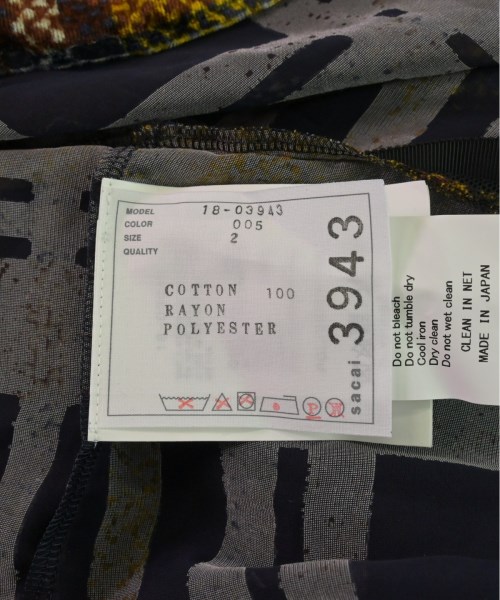 MODEL 18-03943
COLOR 005
SIZE 2
QUALITY
COTTON 100
RAYON
POLYESTER
P W
sacai 3943
Do not bleach
Do not tumble dry
Cool iron
Dry clean
Do not wet clean
CLEAN IN NET
MADE IN JAPAN